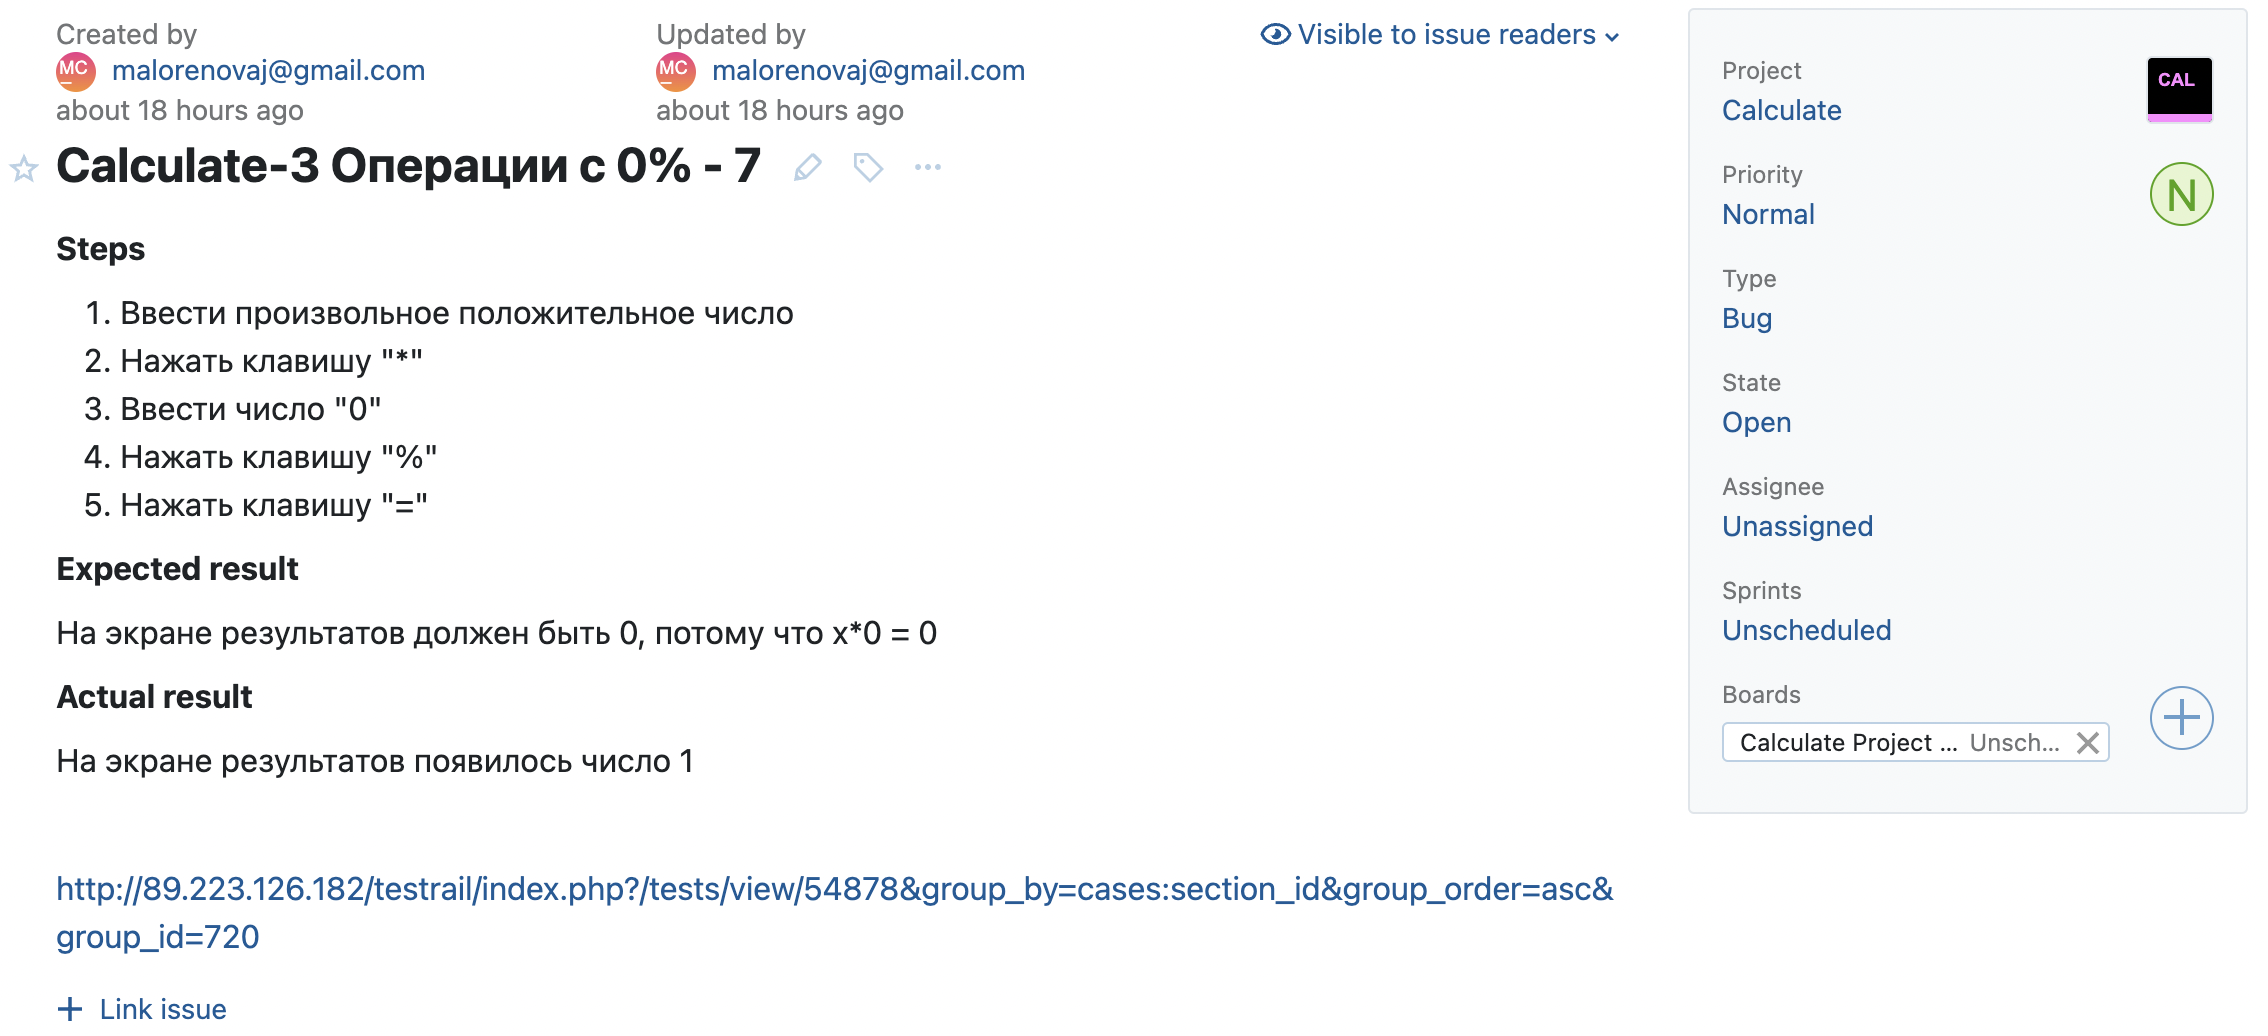 Created by
MC
malorenovaj@gmail.com
about 18 hours ago
Updated by
MC
malorenovaj@gmail.com
about 18 hours ago
Visible to issue readers
Calculate-3 Операции с 0% - 7
Steps
1. Ввести произвольное положительное число
2. Нажать клавишу "*"
3. Ввести число "0"
4. Нажать клавишу "%"
5. Нажать клавишу "="
Expected result
На экране результатов должен быть 0, потому что х*0 = 0
Actual result
На экране результатов появилось число 1
http://89.223.126.182/testrail/index.php?/tests/view/54878&group_by=cases:section_id&group_order=asc&
group_id=720
Link issue
Project
Calculate
CAL
Priority
Normal
N
Type
Bug
State
Open
Assignee
Unassigned
Sprints
Unscheduled
Boards
Calculate Project ... Unsch...